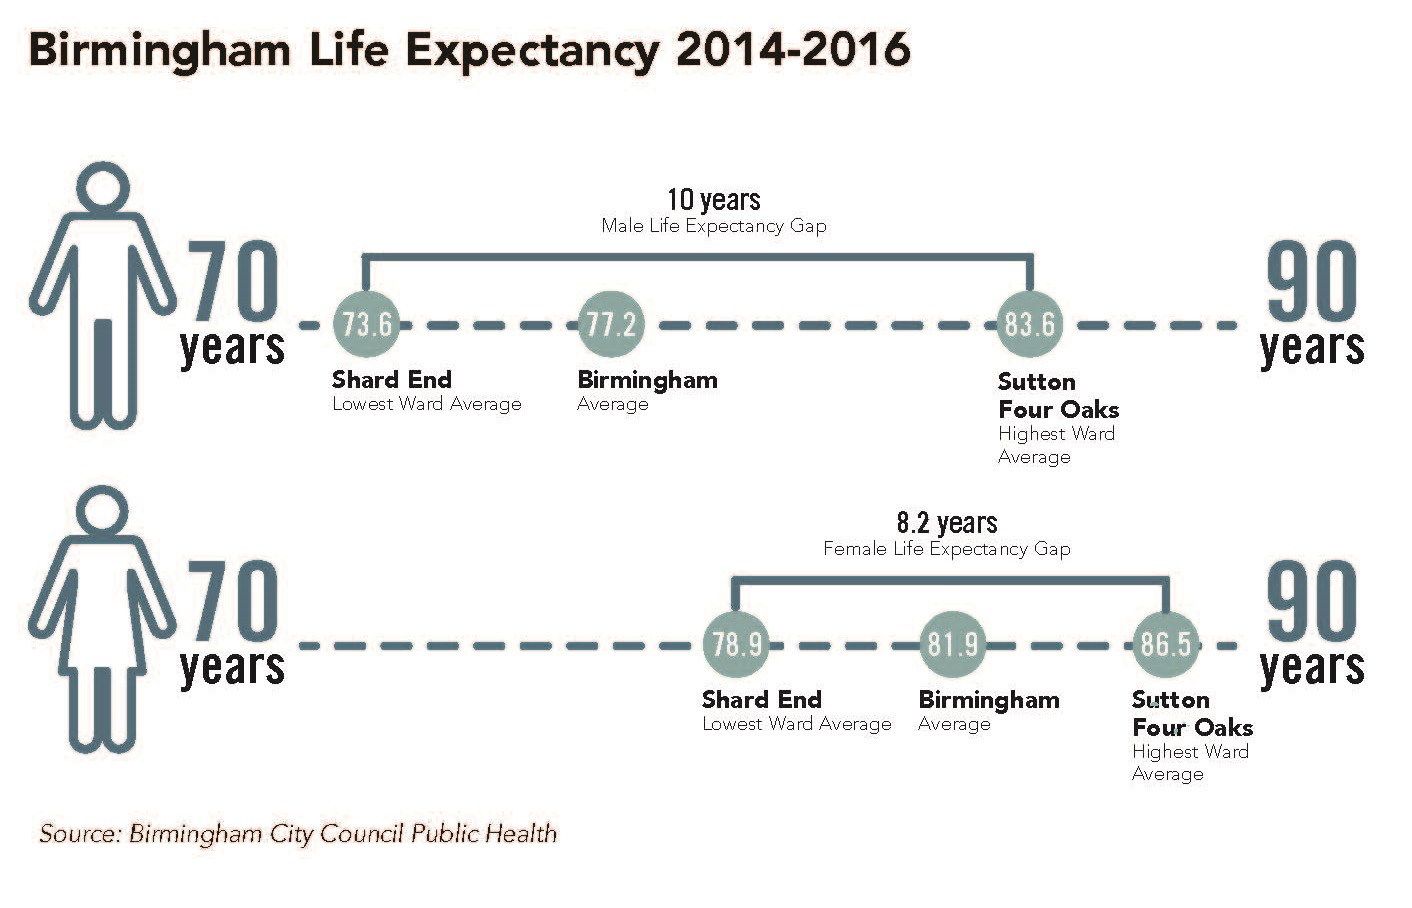 Birmingham Life Expectancy 2014-2016
10 years
Male Life Expectancy Gap
70
years
73.6
77.2
83.6
90
years
Shard End
Lowest Ward Average
Birmingham
Average
Sutton
Four Oaks
Highest Ward
Average
8.2 years
Female Life Expectancy Gap
70
years
78.9
81.9
86.5
90
years
Shard End
Lowest Ward Average
Birmingham
Average
Sutton
Four Oaks
Highest Ward
Average
Source: Birmingham City Council Public Health